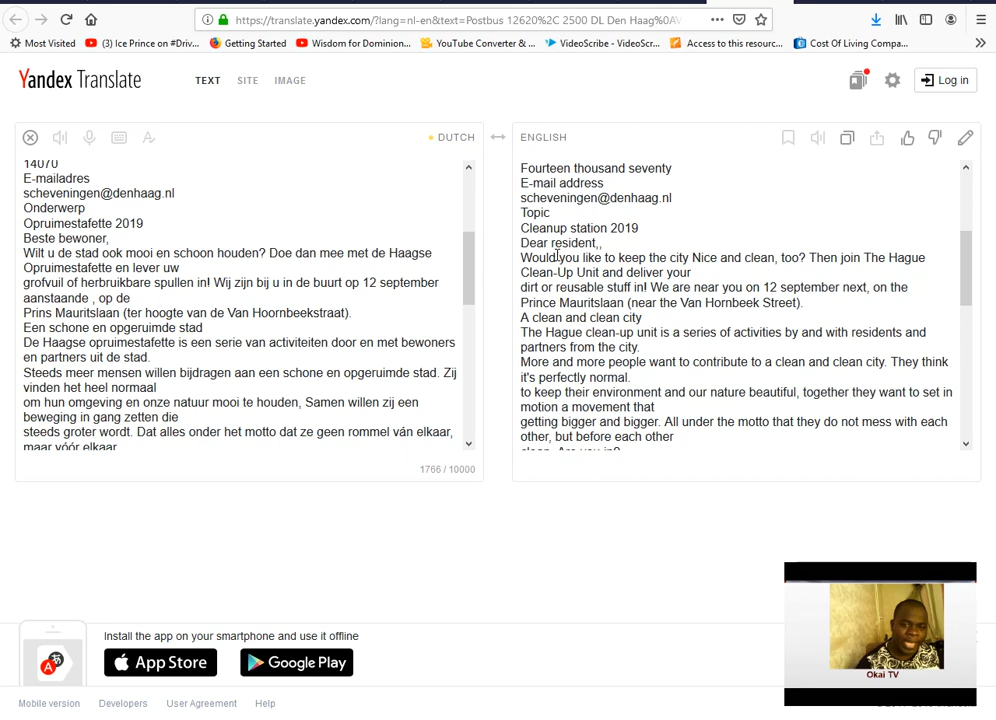 https://translate.yandex.com/?lang=nl-en&text=Postbus 12620%2C 2500 DL Den Haag%0AV
Most Visited
(3) Ice Prince on #Driv...
Getting Started
Wisdom for Dominion...
YouTube Converter & ...
VideoScribe - VideoScr...
Access to this resourc...
Cost Of Living Compa...
Yandex Translate
TEXT
SITE
IMAGE
Log in
DUTCH
14070
E-mailadres
scheveningen@denhaag.nl
Onderwerp
Opruimestafette 2019
Beste bewoner,
Wilt u de stad ook mooi en schoon houden? Doe dan mee met de Haagse
Opruimestafette en lever uw
grofvuil of herbruikbare spullen in! Wij zijn bij u in de buurt op 12 september
aanstaande , op de
Prins Mauritslaan (ter hoogte van de Van Hoornbeekstraat).
Een schone en opgeruimde stad
De Haagse opruimestafette is een serie van activiteiten door en met bewoners
en partners uit de stad.
Steeds meer mensen willen bijdragen aan een schone en opgeruimde stad. Zij
vinden het heel normaal
om hun omgeving en onze natuur mooi te houden, Samen willen zij een
beweging in gang zetten die
steeds groter wordt. Dat alles onder het motto dat ze geen rommel ván elkaar,
maar vóór elkaar
1766 / 10000
ENGLISH
Fourteen thousand seventy
E-mail address
scheveningen@denhaag.nl
Topic
Cleanup station 2019
Dear resident,,
Would you like to keep the city Nice and clean, too? Then join The Hague
Clean-Up Unit and deliver your
dirt or reusable stuff in! We are near you on 12 september next, on the
Prince Mauritslaan (near the Van Hornbeek Street).
A clean and clean city
The Hague clean-up unit is a series of activities by and with residents and
partners from the city.
More and more people want to contribute to a clean and clean city. They think
it's perfectly normal.
to keep their environment and our nature beautiful, together they want to set in
motion a movement that
getting bigger and bigger. All under the motto that they do not mess with each
other, but before each other
clean. Are you in?
Install the app on your smartphone and use it offline
App Store
Google Play
Okai TV
Mobile version
Developers
User Agreement
Help